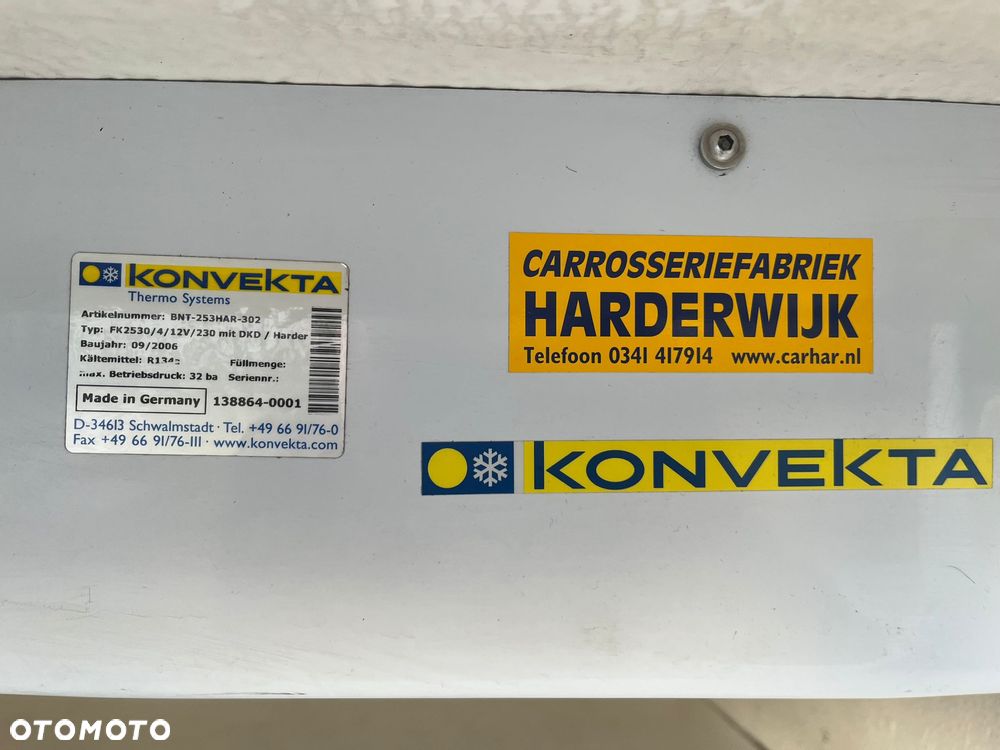 KONVEKTA
Thermo Systems
Artikelnummer: BNT-253HAR-302
Typ: FK2530/4/12V/230 mit DKD / Harder
Baujahr: 09/2006
Kältemittel: R134a Füllmenge:
max. Betriebsdruck: 32 ba Seriennr.:
Made in Germany 138864-0001
D-34613 Schwalmstadt · Tel. +49 66 91/76-0
Fax +49 66 91/76-111 · www.konvekta.com
CARROSSERIEFABRIEK
HARDERWIJK
Telefoon 0341 417914 www.carhar.nl
KONVEKTA
OTOMOTO